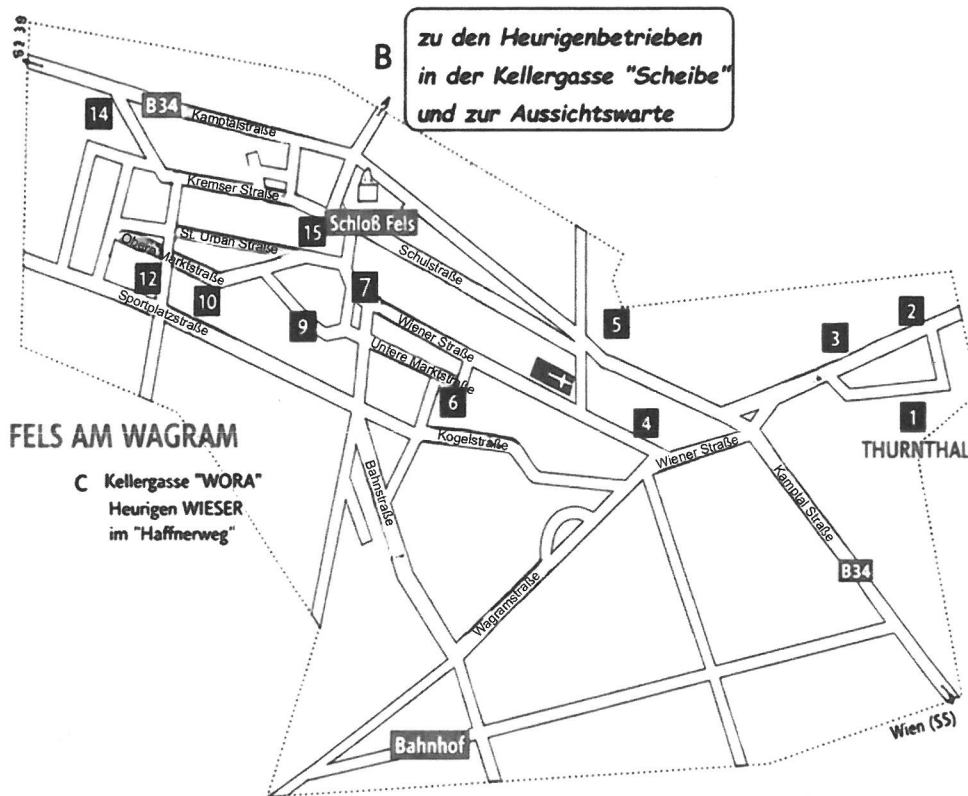 B
zu den Heurigenbetrieben
in der Kellergasse "Scheibe"
und zur Aussichtswarte
14
B34
Kamptalstraße
Kremser Straße
15
Schloß Fels
St. Urban Straße
Schulstraße
Obere Marktstraße
12
10
7
5
2
3
Sportplatzstraße
9
Wiener Straße
Untere Marktstraße
6
4
1
FELS AM WAGRAM
THURNTHAL
Kogelstraße
Wiener Straße
C Kellergasse "WORA"
Heurigen WIESER
im "Haffnerweg"
Bahnstraße
Kamptal Straße
B34
Wagramstraße
Bahnhof
Wien (S5)